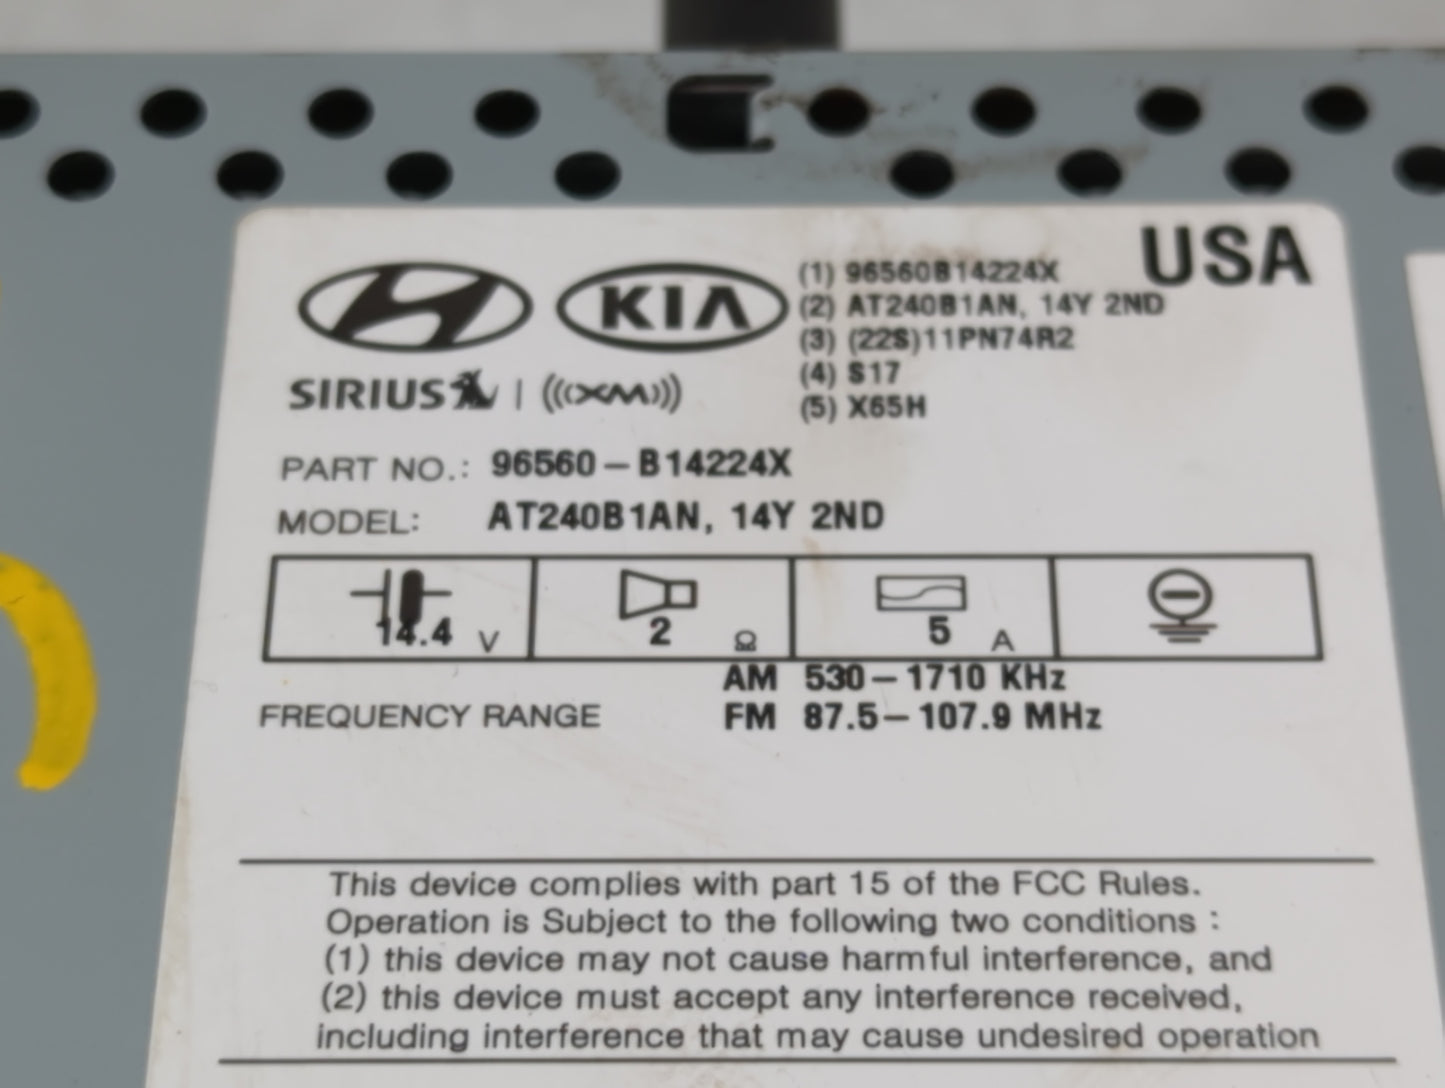 USA
KIA
(1) 96560B14224X
(2) AT240B1AN, 14Y 2ND
(3) (22S)11PN74R2
(4) S17
(5) X65H
SIRIUS | (((XM)))
PART NO.: 96560-B14224X
MODEL: AT240B1AN, 14Y 2ND
14.4 V 2 Ω 5 A
AM 530-1710 KHz
FREQUENCY RANGE FM 87.5-107.9 MHz
This device complies with part 15 of the FCC Rules.
Operation is Subject to the following two conditions :
(1) this device may not cause harmful interference, and
(2) this device must accept any interference received,
including interference that may cause undesired operation